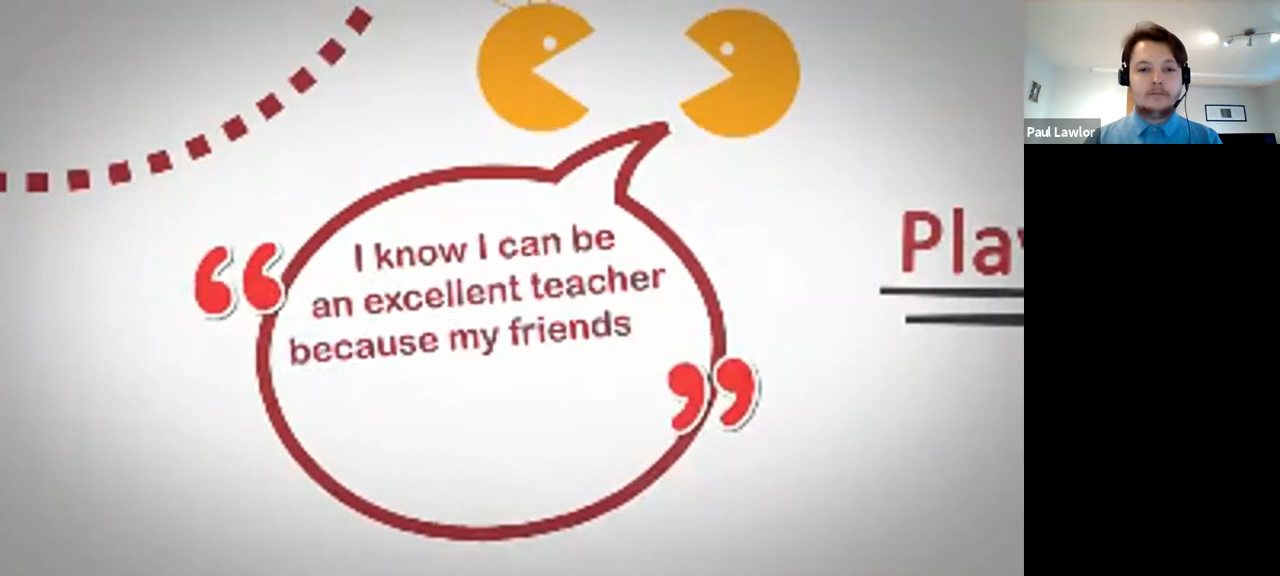 Paul Lawlor
“I know I can be
an excellent teacher
because my friends”